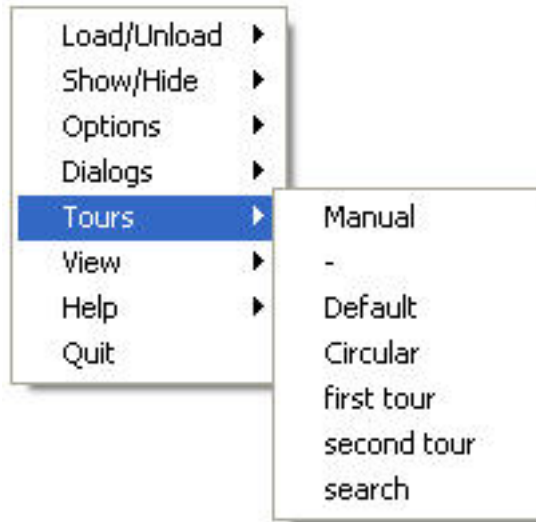 Load/Unload
Show/Hide
Options
Dialogs
Tours
View
Help
Quit
Manual
-
Default
Circular
first tour
second tour
search